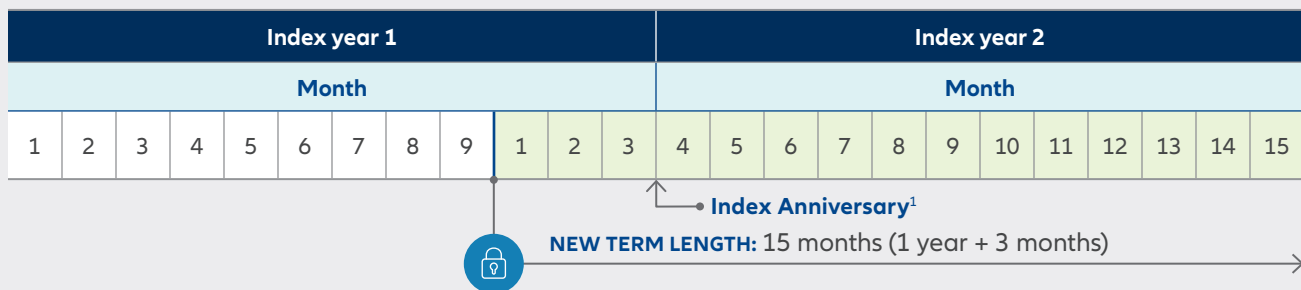 Index year 1 Index year 2
Month Month
1 2 3 4 5 6 7 8 9 1 2 3 4 5 6 7 8 9 10 11 12 13 14 15
Index Anniversary¹
NEW TERM LENGTH: 15 months (1 year + 3 months)